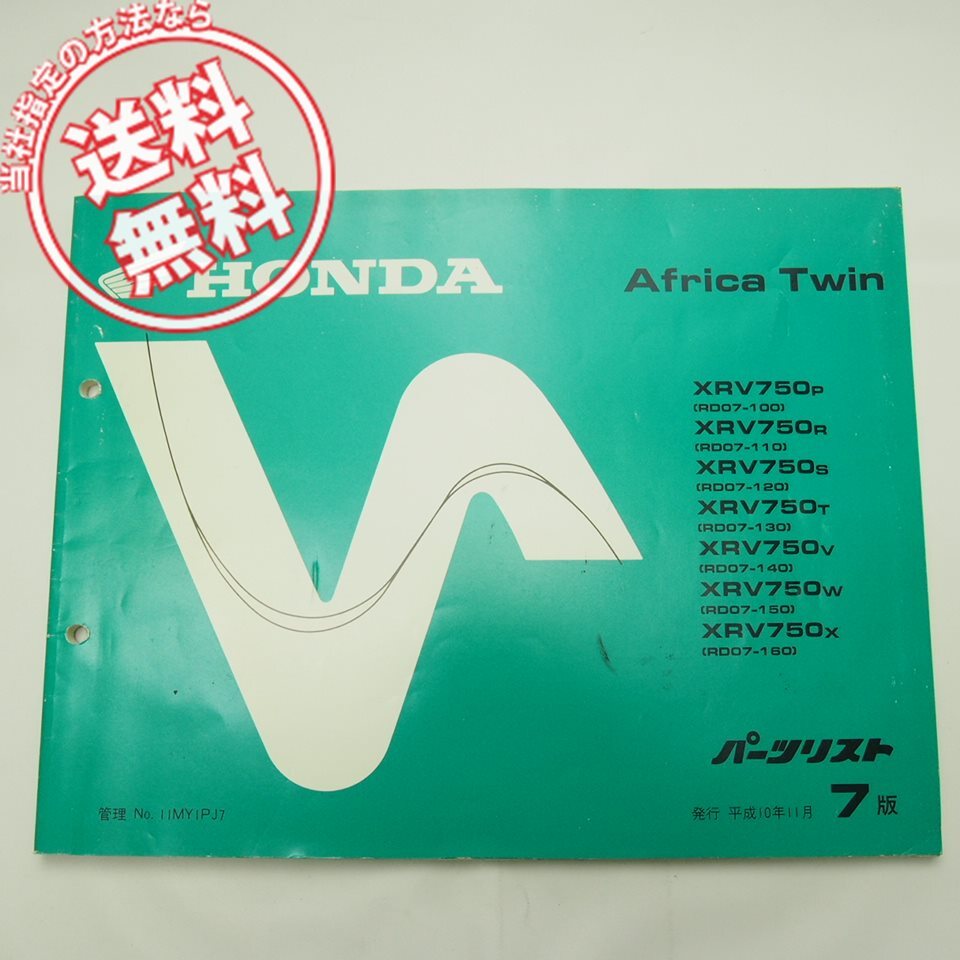 当社指定の方法なら
送料
無料
HONDA
Africa Twin
XRV750P
(RD07-100)
XRV750R
(RD07-110)
XRV750S
(RD07-120)
XRV750T
(RD07-130)
XRV750V
(RD07-140)
XRV750W
(RD07-150)
XRV750X
(RD07-160)
パーツリスト
管理 No. 11MY1PJ7
発行 平成10年11月 7版